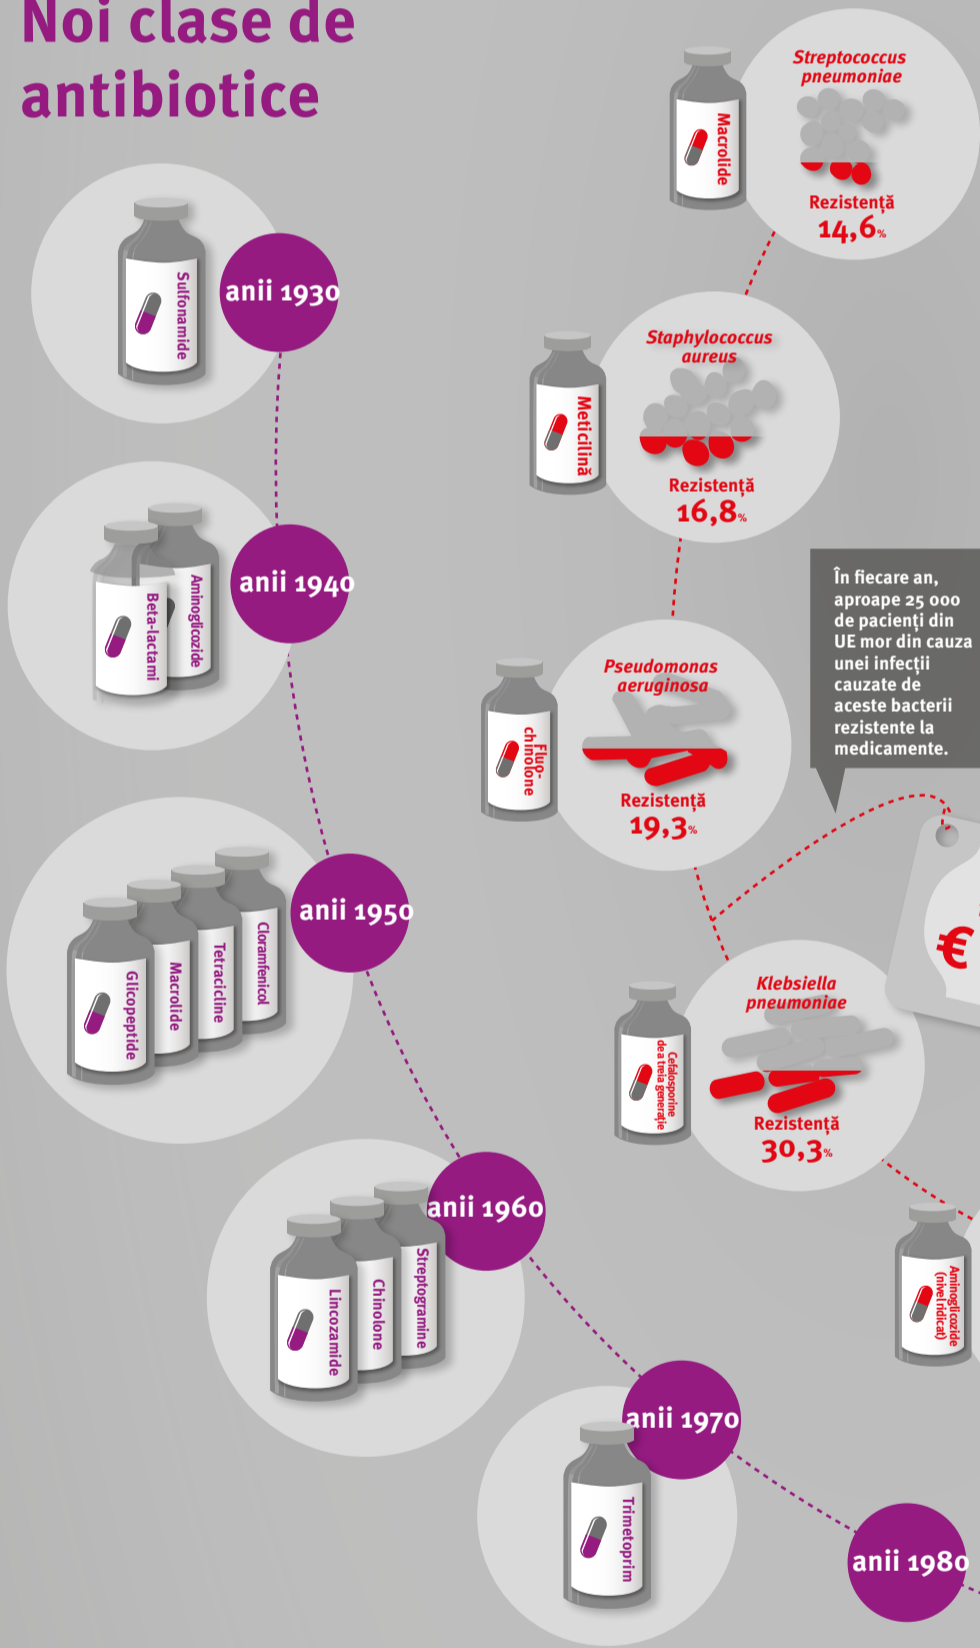 Noi clase de
antibiotice
Sulfonamide
anii 1930
Beta-lactami
Aminoglicozide
anii 1940
Glicopeptide
Macrolide
Tetracicline
Cloramfenicol
anii 1950
Lincozamide
Chinolone
Streptogramine
anii 1960
Trimetoprim
anii 1970
anii 1980
Macrolide
Streptococcus
pneumoniae
Rezistență
14,6%
Meticilină
Staphylococcus
aureus
Rezistență
16,8%
Fluo-
chinolone
Pseudomonas
aeruginosa
Rezistență
19,3%
În fiecare an,
aproape 25 000
de pacienți din
UE mor din cauza
unei infecții
cauzate de
aceste bacterii
rezistente la
medicamente.
€
Cefalosporine
de a treia generație
Klebsiella
pneumoniae
Rezistență
30,3%
Aminoglicozide
(nivel ridicat)